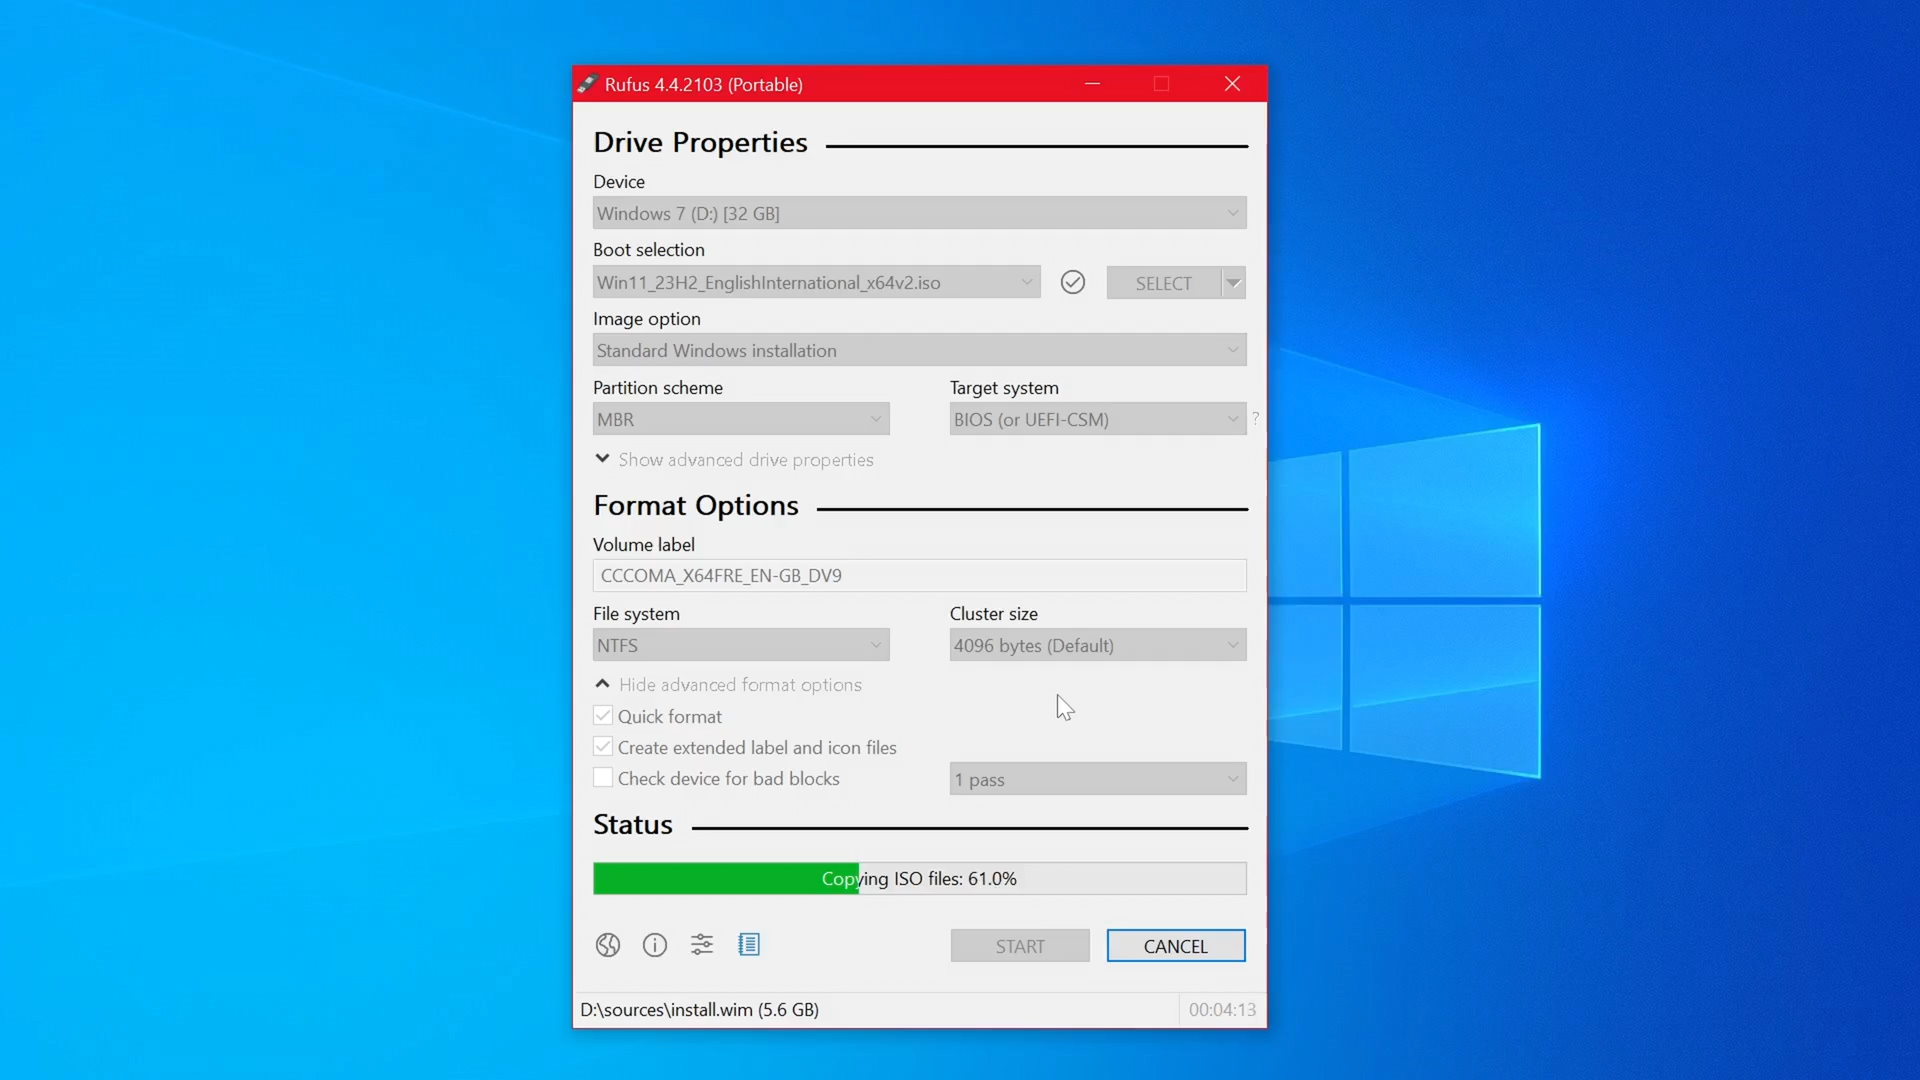 Rufus 4.4.2103 (Portable)
Drive Properties
Device
Windows 7 (D:) [32 GB]
Boot selection
Win11_23H2_EnglishInternational_x64v2.iso
SELECT
Image option
Standard Windows installation
Partition scheme
Target system
MBR
BIOS (or UEFI-CSM)
?
Show advanced drive properties
Format Options
Volume label
CCCOMA_X64FRE_EN-GB_DV9
File system
Cluster size
NTFS
4096 bytes (Default)
Hide advanced format options
Quick format
Create extended label and icon files
Check device for bad blocks
1 pass
Status
Copying ISO files: 61.0%
START
CANCEL
D:\sources\install.wim (5.6 GB)
00:04:13